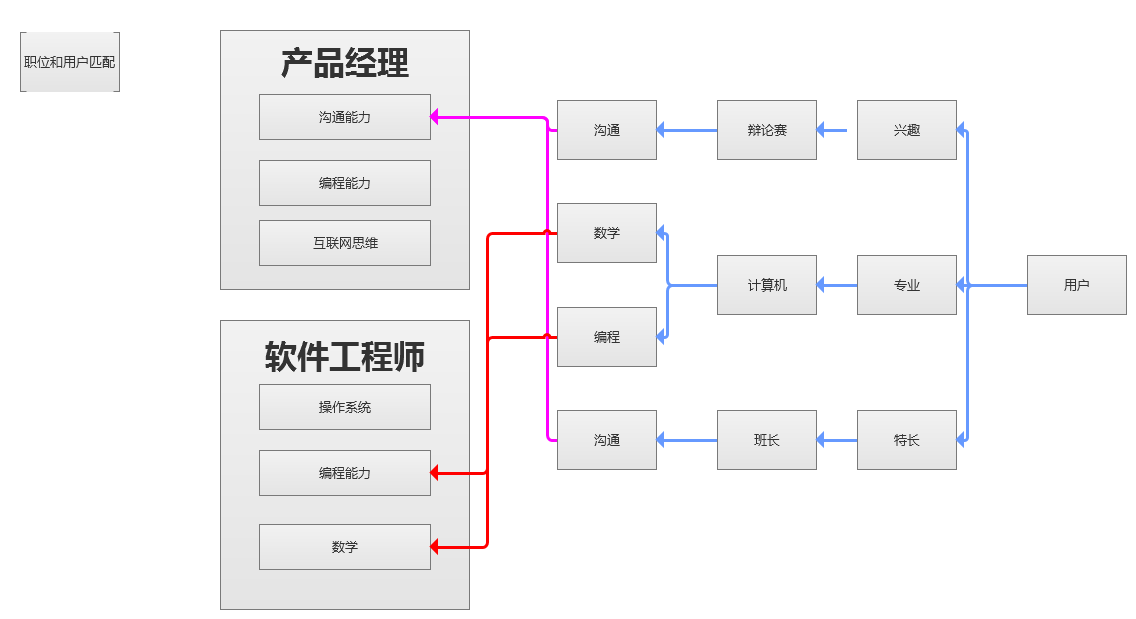 职位和用户匹配
产品经理
沟通能力
编程能力
互联网思维
软件工程师
操作系统
编程能力
数学
沟通
辩论赛
兴趣
数学
编程
计算机
专业
用户
沟通
班长
特长